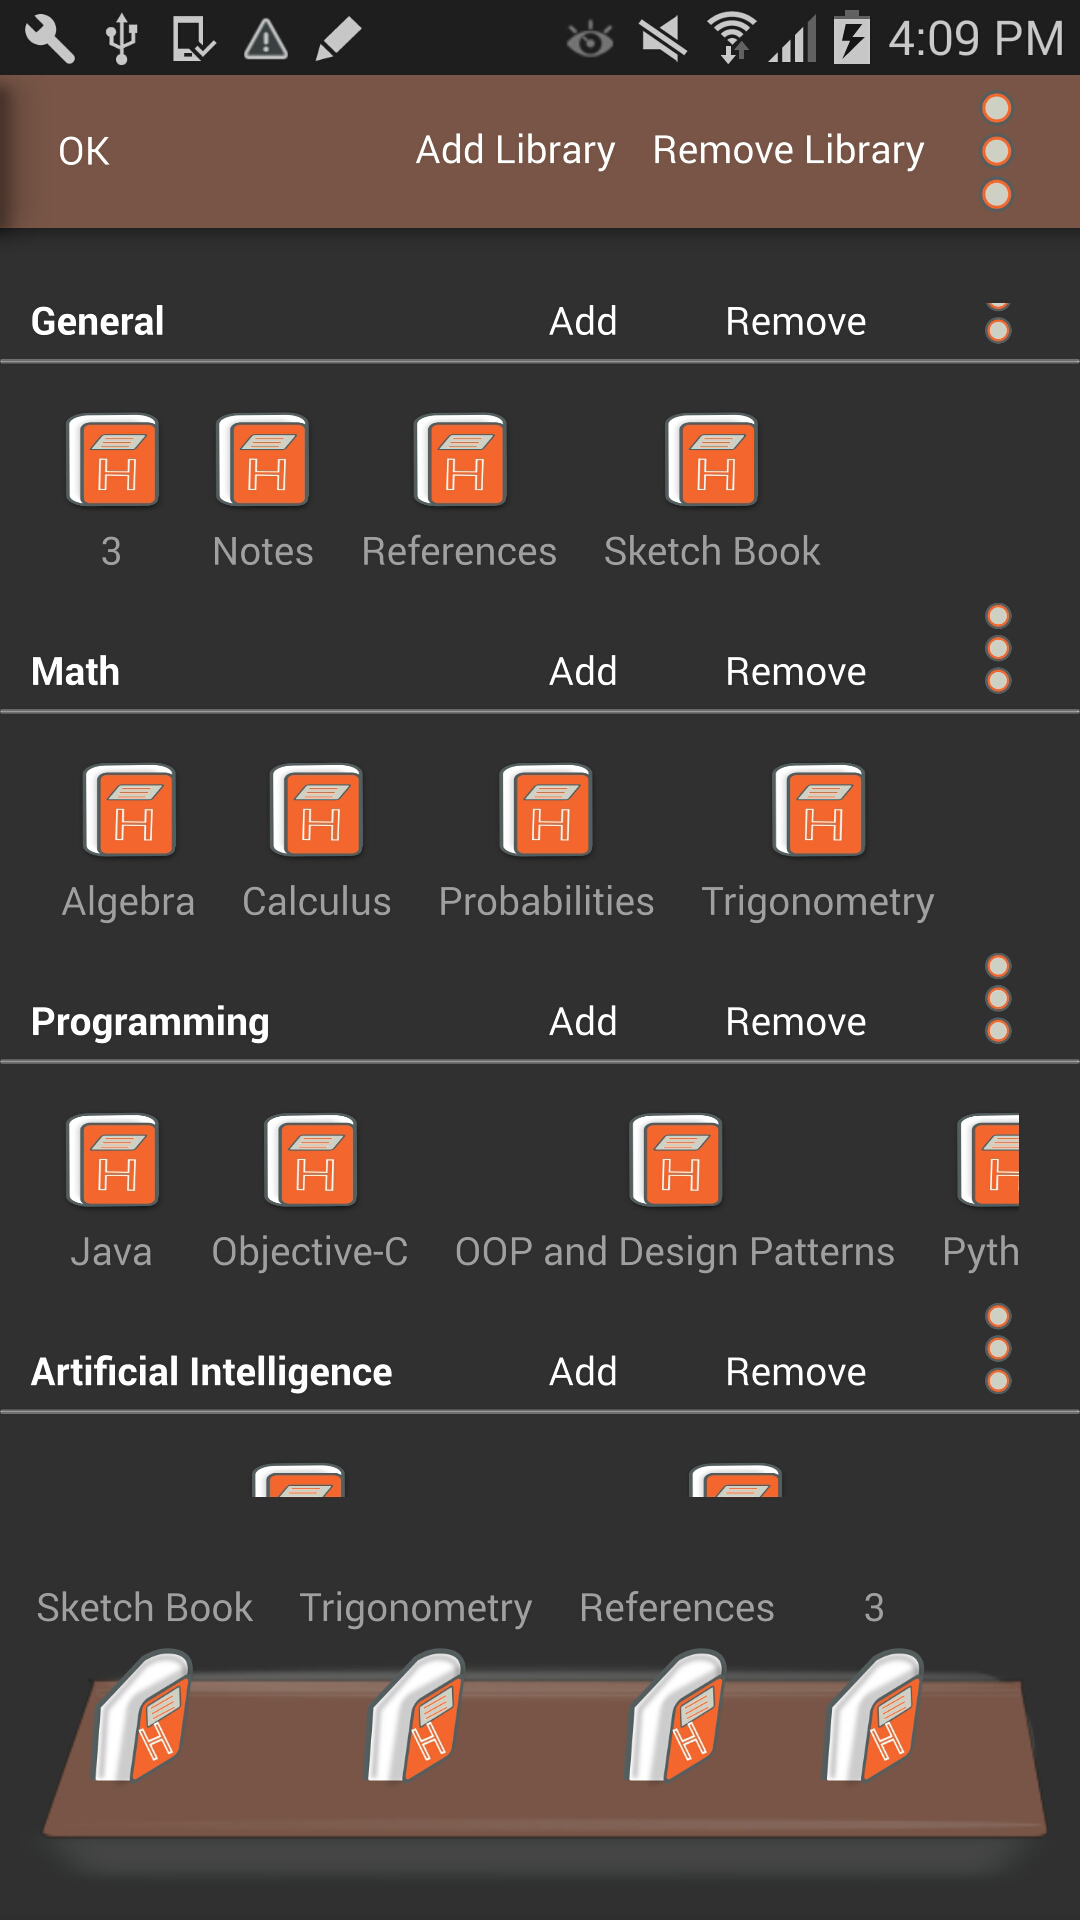 4:09 PM
OK Add Library Remove Library
General Add Remove
H H H H
3 Notes References Sketch Book
Math Add Remove
H H H H
Algebra Calculus Probabilities Trigonometry
Programming Add Remove
H H H H
Java Objective-C OOP and Design Patterns Pyth
Artificial Intelligence Add Remove
Sketch Book Trigonometry References 3
H H H H